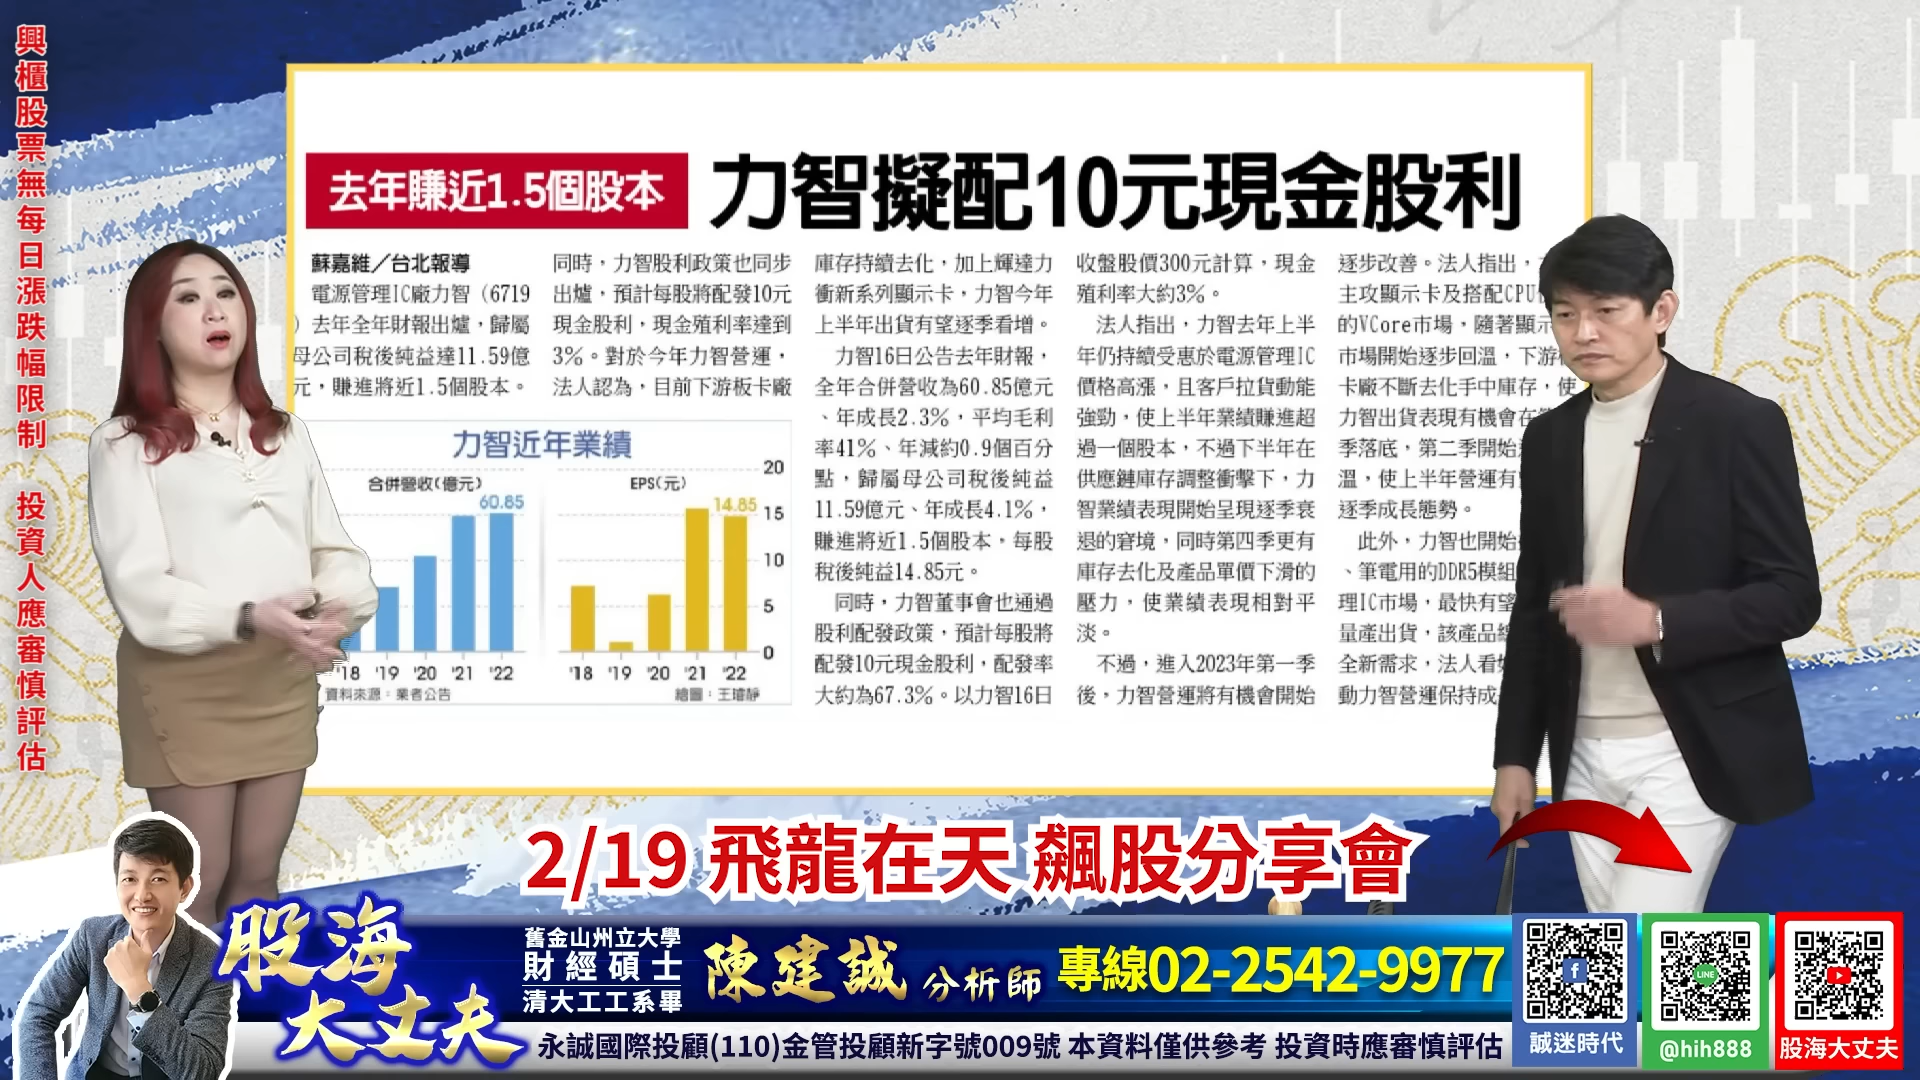 興櫃股票無每日漲跌幅限制 投資人應審慎評估
去年賺近1.5個股本
力智擬配10元現金股利
蘇嘉維／台北報導
電源管理IC廠力智（6719
）去年全年財報出爐，歸屬
母公司稅後純益達11.59億
元，賺進將近1.5個股本。
同時，力智股利政策也同步
出爐，預計每股將配發10元
現金股利，現金殖利率達到
3%。對於今年力智營運，
法人認為，目前下游板卡廠
庫存持續去化，加上輝達力
衝新系列顯示卡，力智今年
上半年出貨有望逐季看增。
力智16日公告去年財報，
全年合併營收為60.85億元
、年成長2.3%，平均毛利
率41%、年減約0.9個百分
點，歸屬母公司稅後純益
11.59億元、年成長4.1%，
賺進將近1.5個股本，每股
稅後純益14.85元。
同時，力智董事會也通過
股利配發政策，預計每股將
配發10元現金股利，配發率
大約為67.3%。以力智16日
收盤股價300元計算，現金
殖利率大約3%。
法人指出，力智去年上半
年仍持續受惠於電源管理IC
價格高漲，且客戶拉貨動能
強勁，使上半年業績賺進超
過一個股本，不過下半年在
供應鏈庫存調整衝擊下，力
智業績表現開始呈現逐季衰
退的窘境，同時第四季更有
庫存去化及產品單價下滑的
壓力，使業績表現相對平
淡。
不過，進入2023年第一季
後，力智營運將有機會開始
逐步改善。法人指出，
主攻顯示卡及搭配CPU
的VCore市場，隨著顯示
市場開始逐步回溫，下游
卡廠不斷去化手中庫存，使
力智出貨表現有機會在
季落底，第二季開始
溫，使上半年營運有
逐季成長態勢。
此外，力智也開始
、筆電用的DDR5模組
理IC市場，最快有望
量產出貨，該產品
全新需求，法人看
動力智營運保持成
力智近年業績
合併營收(億元)
60.85
'18 '19 '20 '21 '22
EPS(元)
14.85
20
15
10
5
0
'18 '19 '20 '21 '22
資料來源：業者公告
繪圖：王璿靜
2/19 飛龍在天 飆股分享會
股海
大丈夫
舊金山州立大學
財經碩士
清大工工系畢
陳建誠 分析師
專線02-2542-9977
永誠國際投顧(110)金管投顧新字號009號 本資料僅供參考 投資時應審慎評估
誠迷時代
LINE
@hih888
股海大丈夫